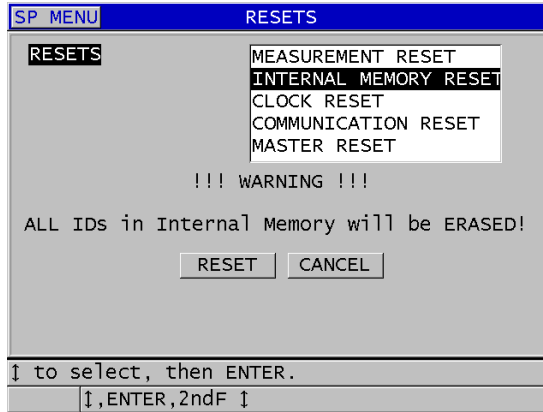 SP MENU RESETS
RESETS
MEASUREMENT RESET
INTERNAL MEMORY RESET
CLOCK RESET
COMMUNICATION RESET
MASTER RESET
!!! WARNING !!!
ALL IDs in Internal Memory will be ERASED!
RESET CANCEL
↕ to select, then ENTER.
↕,ENTER,2ndF ↕